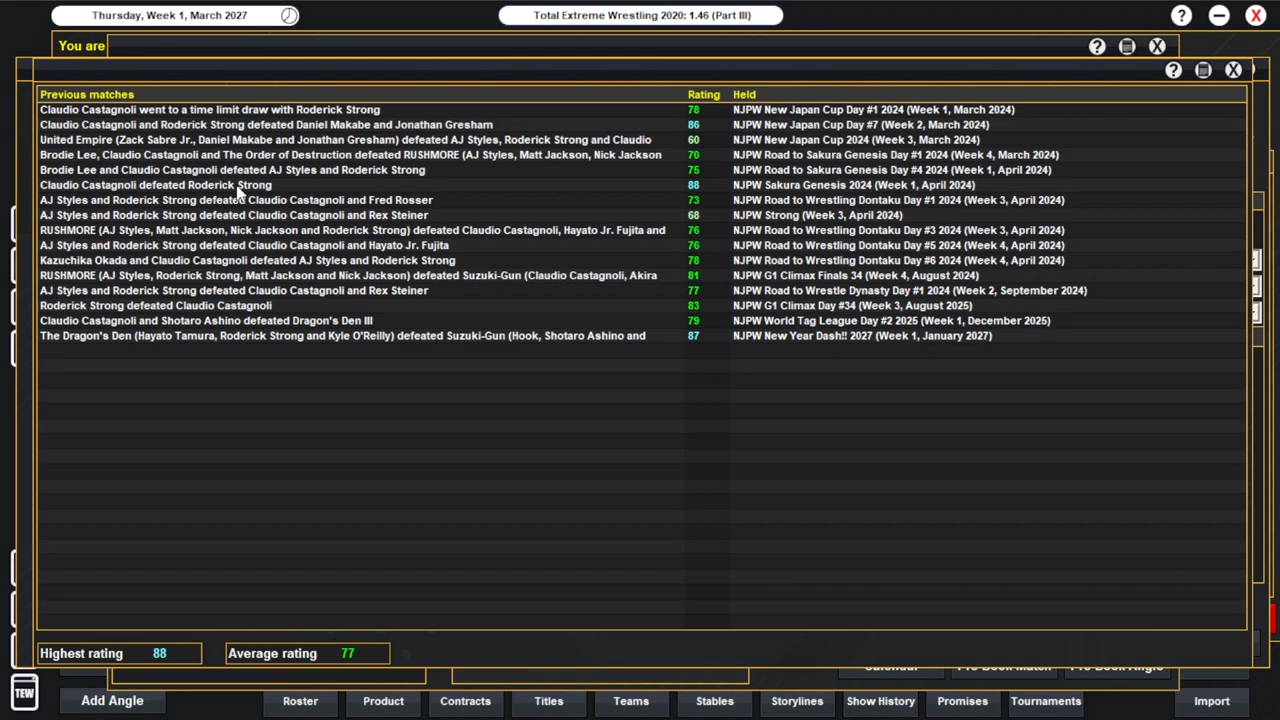 Thursday, Week 1, March 2027
Total Extreme Wrestling 2020: 1.46 (Part III)
You are
Previous matches Rating Held
Claudio Castagnoli went to a time limit draw with Roderick Strong 78 NJPW New Japan Cup Day #1 2024 (Week 1, March 2024)
Claudio Castagnoli and Roderick Strong defeated Daniel Makabe and Jonathan Gresham 86 NJPW New Japan Cup Day #7 (Week 2, March 2024)
United Empire (Zack Sabre Jr., Daniel Makabe and Jonathan Gresham) defeated AJ Styles, Roderick Strong and Claudio 60 NJPW New Japan Cup 2024 (Week 3, March 2024)
Brodie Lee, Claudio Castagnoli and The Order of Destruction defeated RUSHMORE (AJ Styles, Matt Jackson, Nick Jackson 70 NJPW Road to Sakura Genesis Day #1 2024 (Week 4, March 2024)
Brodie Lee and Claudio Castagnoli defeated AJ Styles and Roderick Strong 75 NJPW Road to Sakura Genesis Day #4 2024 (Week 1, April 2024)
Claudio Castagnoli defeated Roderick Strong 88 NJPW Sakura Genesis 2024 (Week 1, April 2024)
AJ Styles and Roderick Strong defeated Claudio Castagnoli and Fred Rosser 73 NJPW Road to Wrestling Dontaku Day #1 2024 (Week 3, April 2024)
AJ Styles and Roderick Strong defeated Claudio Castagnoli and Rex Steiner 68 NJPW Strong (Week 3, April 2024)
RUSHMORE (AJ Styles, Matt Jackson, Nick Jackson and Roderick Strong) defeated Claudio Castagnoli, Hayato Jr. Fujita and 76 NJPW Road to Wrestling Dontaku Day #3 2024 (Week 3, April 2024)
AJ Styles and Roderick Strong defeated Claudio Castagnoli and Hayato Jr. Fujita 76 NJPW Road to Wrestling Dontaku Day #5 2024 (Week 4, April 2024)
Kazuchika Okada and Claudio Castagnoli defeated AJ Styles and Roderick Strong 78 NJPW Road to Wrestling Dontaku Day #6 2024 (Week 4, April 2024)
RUSHMORE (AJ Styles, Roderick Strong, Matt Jackson and Nick Jackson) defeated Suzuki-Gun (Claudio Castagnoli, Akira 81 NJPW G1 Climax Finals 34 (Week 4, August 2024)
AJ Styles and Roderick Strong defeated Claudio Castagnoli and Rex Steiner 77 NJPW Road to Wrestle Dynasty Day #1 2024 (Week 2, September 2024)
Roderick Strong defeated Claudio Castagnoli 83 NJPW G1 Climax Day #34 (Week 3, August 2025)
Claudio Castagnoli and Shotaro Ashino defeated Dragon's Den III 79 NJPW World Tag League Day #2 2025 (Week 1, December 2025)
The Dragon's Den (Hayato Tamura, Roderick Strong and Kyle O'Reilly) defeated Suzuki-Gun (Hook, Shotaro Ashino and 87 NJPW New Year Dash!! 2027 (Week 1, January 2027)
Highest rating 88 Average rating 77
TEW Add Angle Roster Product Contracts Titles Teams Stables Storylines Show History Promises Tournaments Import